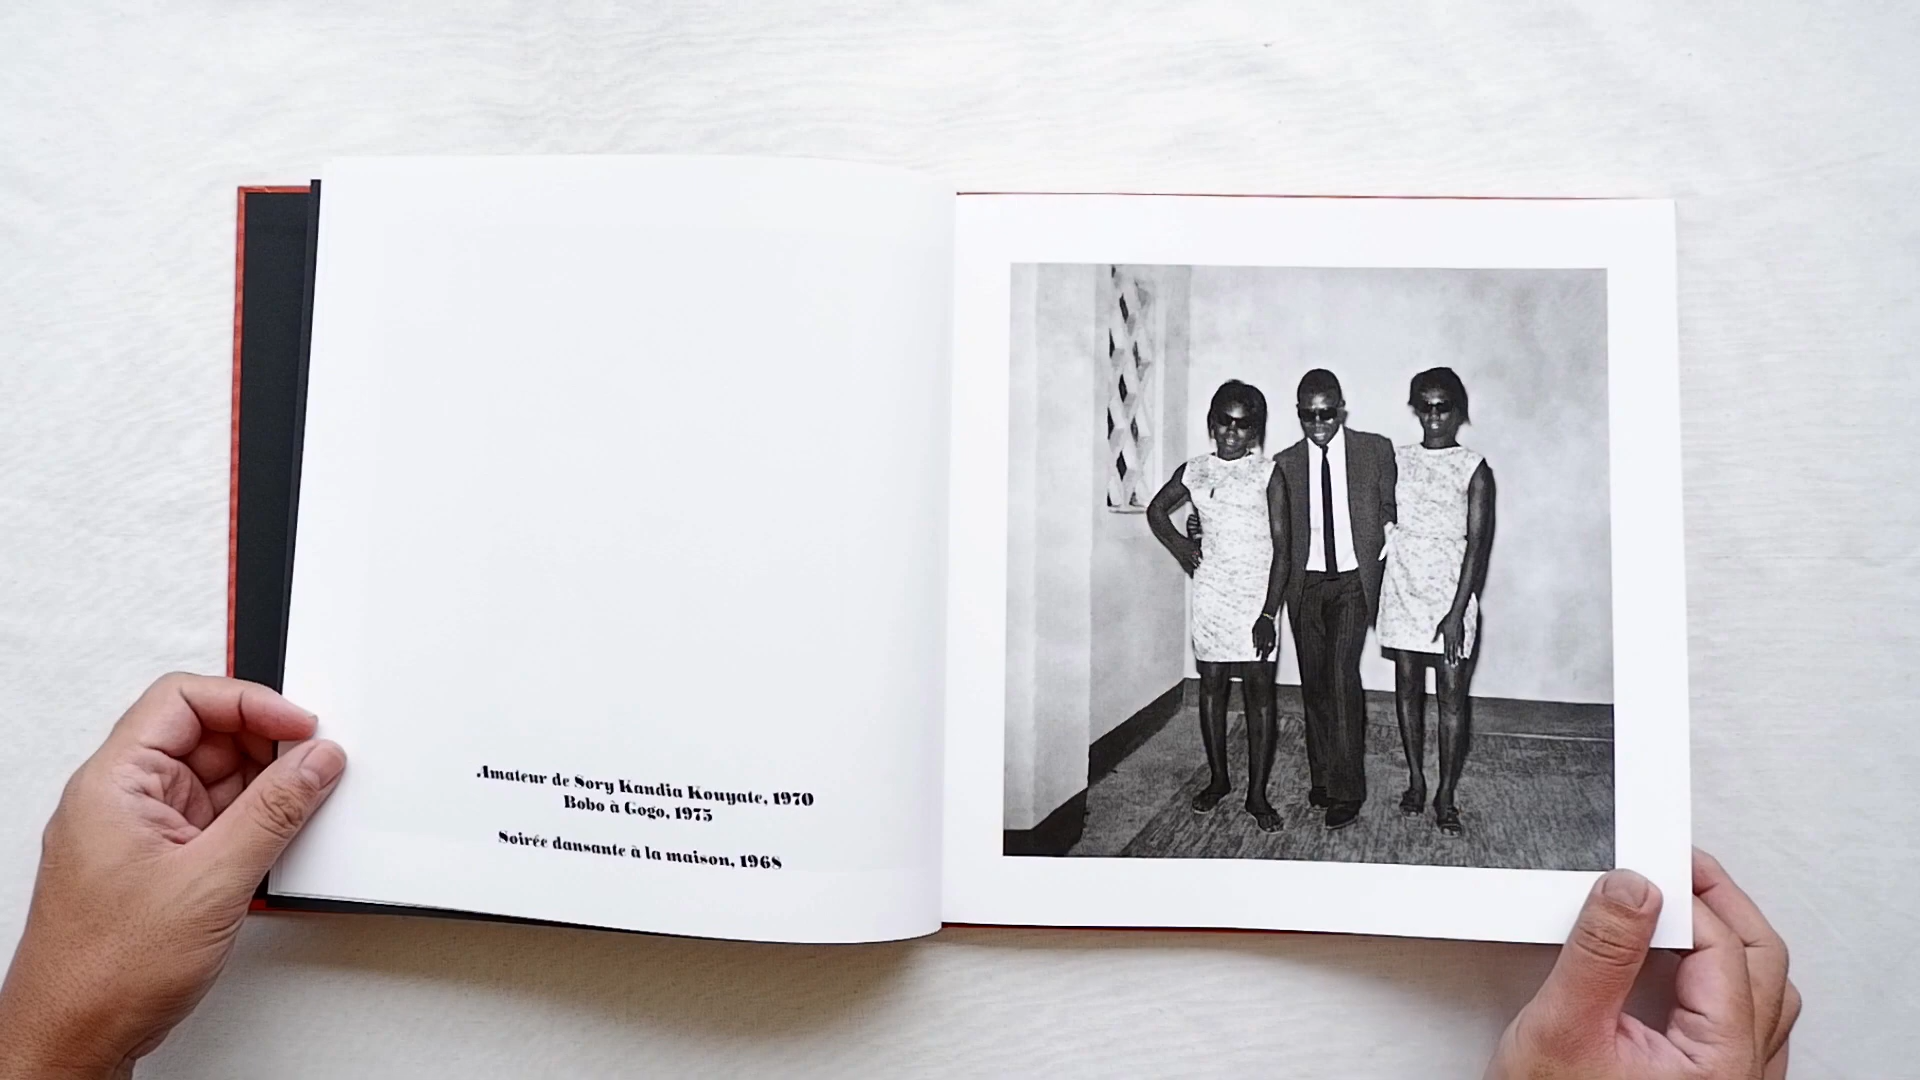 Amateur de Sory Kandia Kouyate, 1970
Bobo à Gogo, 1975
Soirée dansante à la maison, 1968